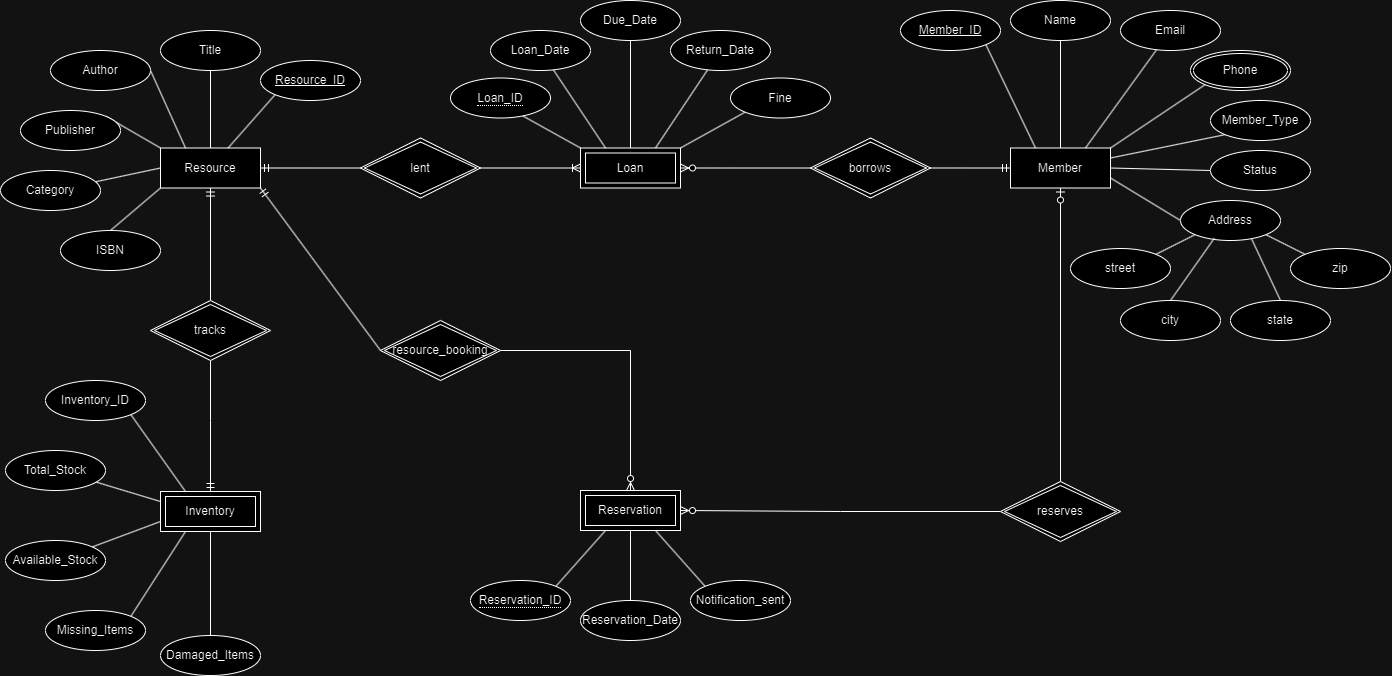 Due_Date
Title
Loan_Date
Return_Date
Member_ID
Name
Email
Author
Resource_ID
Phone
Loan_ID
Fine
Publisher
Member_Type
Resource
lent
Loan
borrows
Member
Status
Category
Address
ISBN
street
zip
city
state
tracks
resource_booking
Inventory_ID
Total_Stock
Inventory
Reservation
reserves
Available_Stock
Reservation_ID
Reservation_Date
Notification_sent
Missing_Items
Damaged_Items